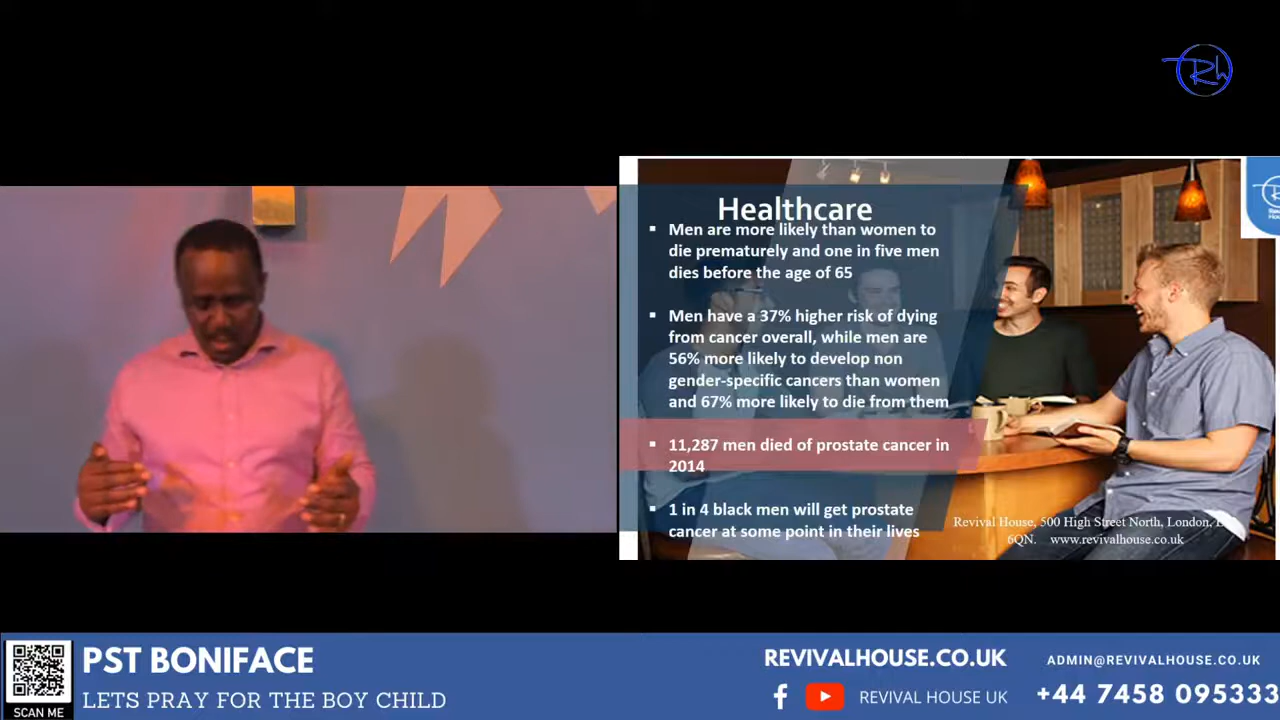 Healthcare
▪ Men are more likely than women to
die prematurely and one in five men
dies before the age of 65
▪ Men have a 37% higher risk of dying
from cancer overall, while men are
56% more likely to develop non
gender-specific cancers than women
and 67% more likely to die from them
▪ 11,287 men died of prostate cancer in
2014
▪ 1 in 4 black men will get prostate
cancer at some point in their lives
Revival House, 500 High Street North, London,
6QN. www.revivalhouse.co.uk
PST BONIFACE
LETS PRAY FOR THE BOY CHILD
SCAN ME
REVIVALHOUSE.CO.UK
REVIVAL HOUSE UK
ADMIN@REVIVALHOUSE.CO.UK
+44 7458 095333